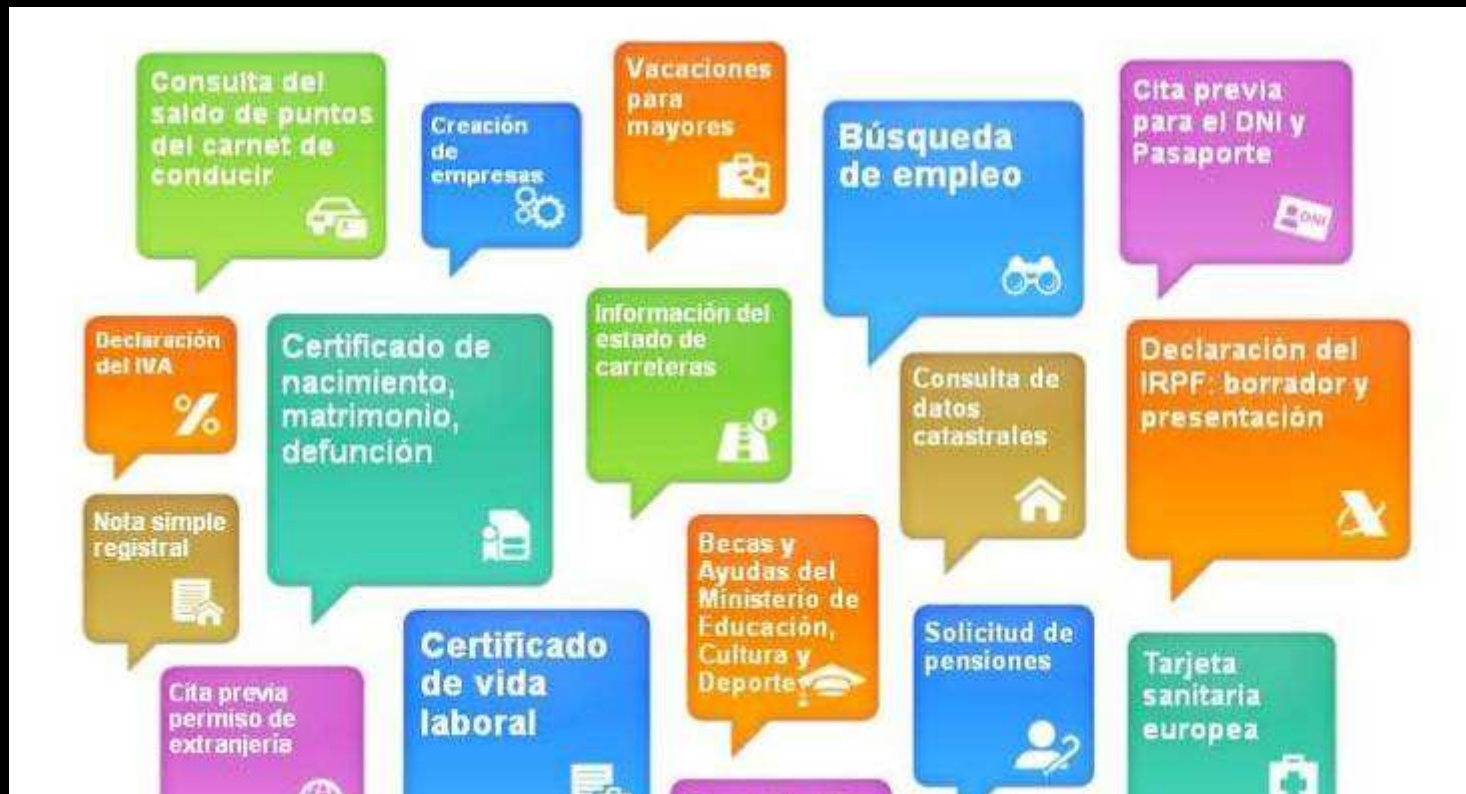 Consulta del
saldo de puntos
del carnet de
conducir
Creación
de
empresas
Vacaciones
para
mayores
Búsqueda
de empleo
Cita previa
para el DNI y
Pasaporte
DNI
Declaración
del IVA
%
Certificado de
nacimiento,
matrimonio,
defunción
Información del
estado de
carreteras
i
Consulta de
datos
catastrales
Declaración del
IRPF: borrador y
presentación
Nota simple
registral
Becas y
Ayudas del
Ministerio de
Educación,
Cultura y
Deporte
Solicitud de
pensiones
Tarjeta
sanitaria
europea
Cita previa
permiso de
extranjería
Certificado
de vida
laboral